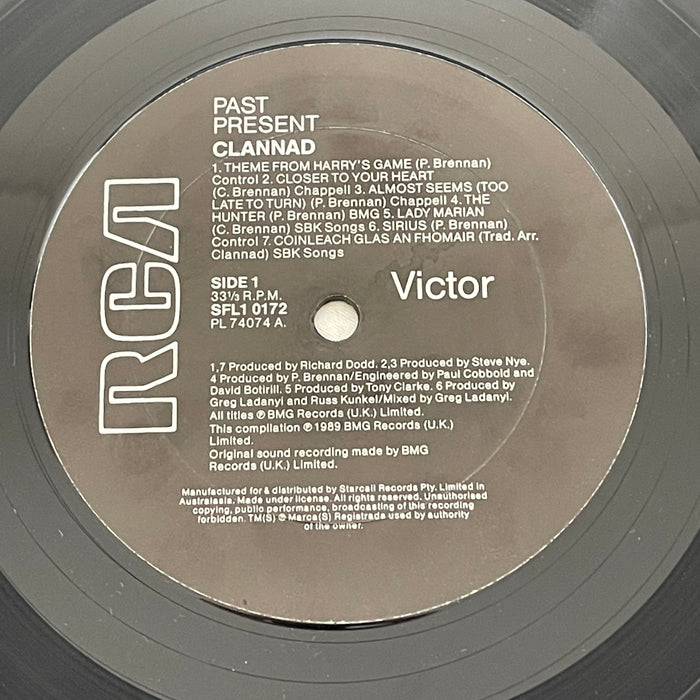 PAST
PRESENT
CLANNAD
1. THEME FROM HARRY'S GAME (P. Brennan)
Control 2. CLOSER TO YOUR HEART
(C. Brennan) Chappell 3. ALMOST SEEMS (TOO
LATE TO TURN) (P. Brennan) Chappell 4. THE
HUNTER (P. Brennan) BMG 5. LADY MARIAN
(C. Brennan) SBK Songs 6. SIRIUS (P. Brennan)
Control 7. COINLEACH GLAS AN FHOMAIR (Trad. Arr.
Clannad) SBK Songs
RCA
SIDE 1
33⅓ R.P.M.
SFL1 0172
PL 74074 A.
Victor
1,7 Produced by Richard Dodd. 2,3 Produced by Steve Nye.
4 Produced by P. Brennan/Engineered by Paul Cobbold and
David Botirill. 5 Produced by Tony Clarke. 6 Produced by
Greg Ladanyi and Russ Kunkel/Mixed by Greg Ladanyi.
All titles ℗ BMG Records (U.K.) Limited.
This compilation ℗ 1989 BMG Records (U.K.)
Limited.
Original sound recording made by BMG
Records (U.K.) Limited.
Manufactured for & distributed by Starcall Records Pty. Limited in
Australasia. Made under license. All rights reserved. Unauthorised
copying, public performance, broadcasting of this recording
forbidden. TM(S) ® Marca(S) Registrada used by authority
of the owner.